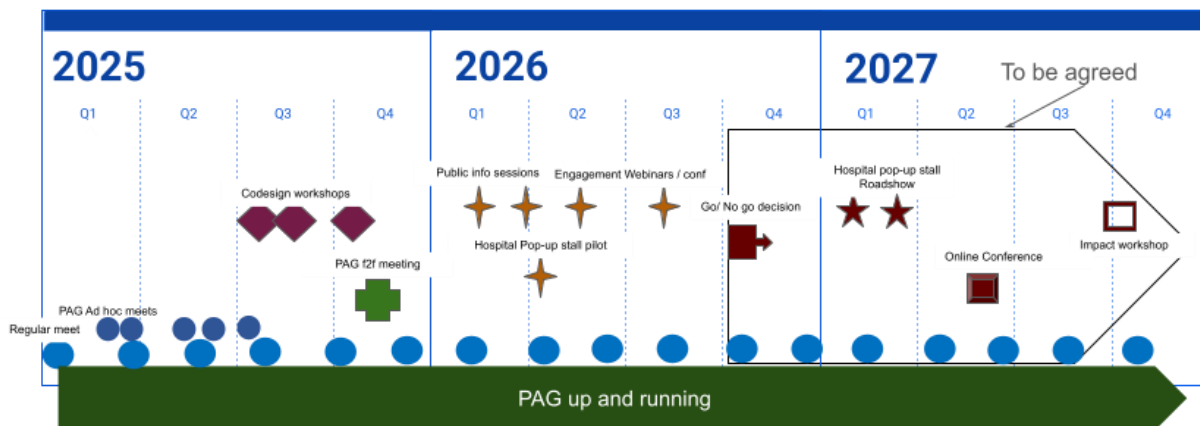 2025
2026
2027
To be agreed
Q1
Q2
Q3
Q4
Q1
Q2
Q3
Q4
Q1
Q2
Q3
Q4
Public info sessions
Engagement Webinars / conf
Hospital pop-up stall
Roadshow
Codesign workshops
Go/ No go decision
Hospital Pop-up stall pilot
Impact workshop
PAG f2f meeting
Online Conference
PAG Ad hoc meets
Regular meet
PAG up and running